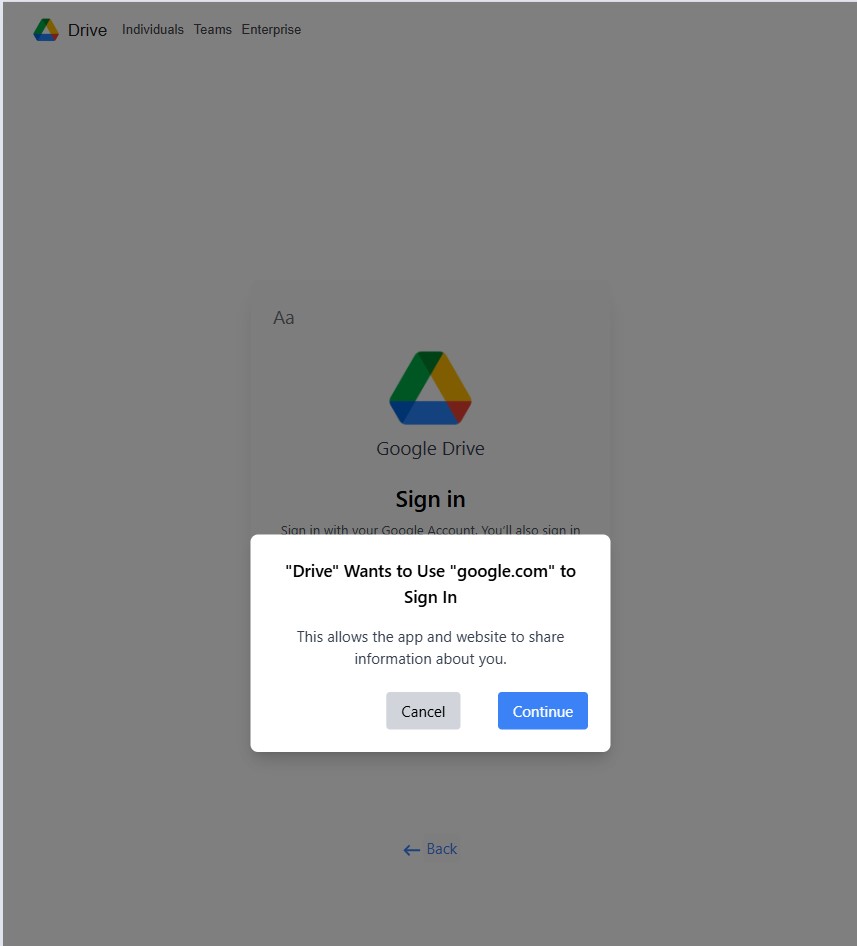 Drive Individuals Teams Enterprise
Aa
Google Drive
Sign in
Sign in with your Google Account. You'll also sign in
"Drive" Wants to Use "google.com" to
Sign In
This allows the app and website to share
information about you.
Cancel Continue
← Back